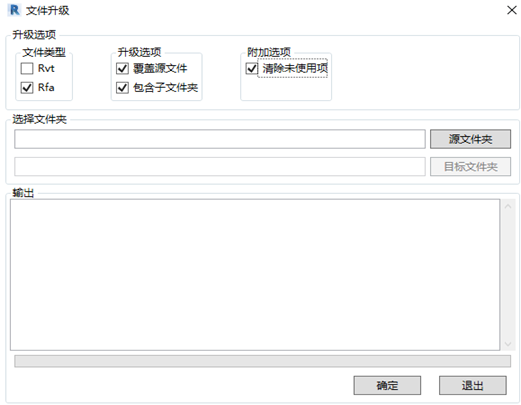 文件升级
升级选项
文件类型
升级选项
附加选项
Rvt
覆盖源文件
清除未使用项
Rfa
包含子文件夹
选择文件夹
源文件夹
目标文件夹
输出
确定
退出